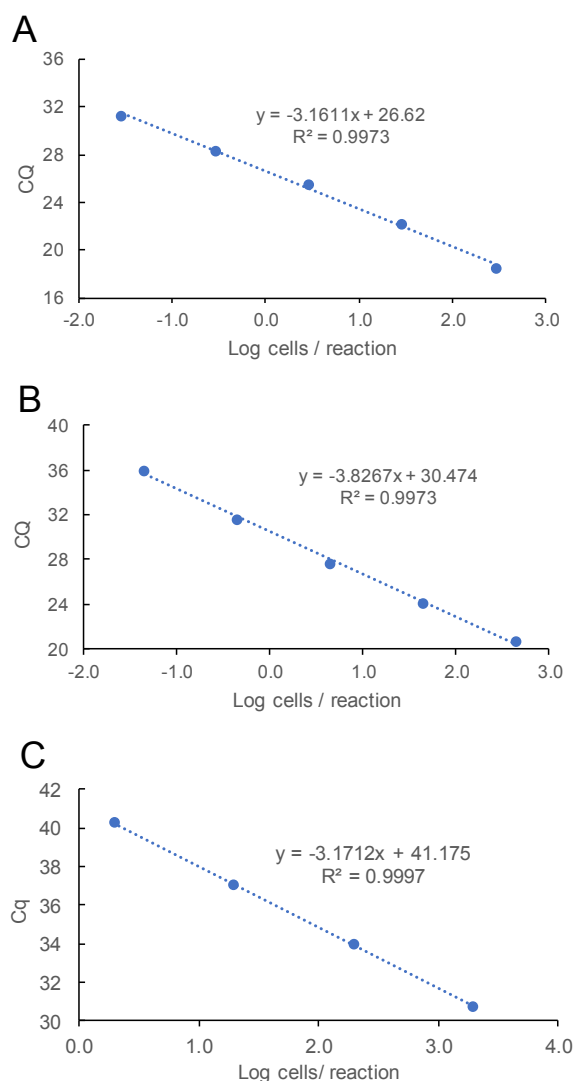 A
36
32
28
24
20
16
CQ
y = -3.1611x + 26.62
R² = 0.9973
-2.0 -1.0 0.0 1.0 2.0 3.0
Log cells / reaction
B
40
36
32
28
24
20
CQ
y = -3.8267x + 30.474
R² = 0.9973
-2.0 -1.0 0.0 1.0 2.0 3.0
Log cells / reaction
C
42
40
38
36
34
32
30
Cq
y = -3.1712x + 41.175
R² = 0.9997
0.0 1.0 2.0 3.0 4.0
Log cells/ reaction